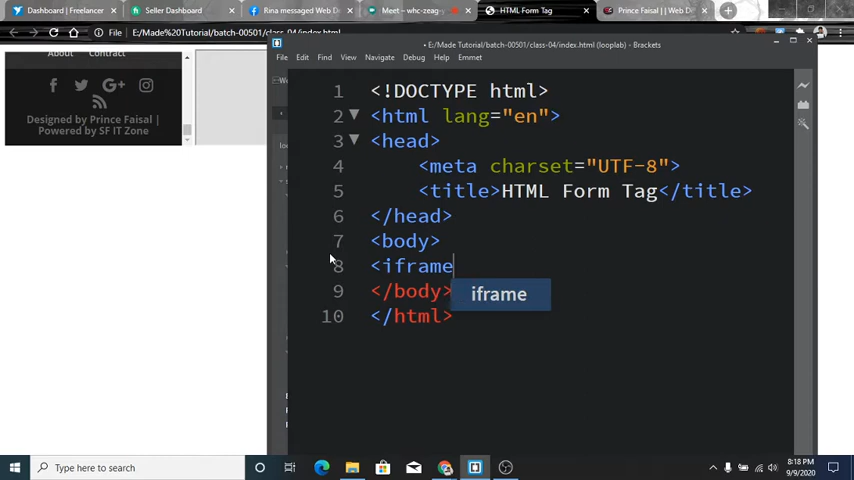 Dashboard | Freelancer
Seller Dashboard
Rina messaged Web D
Meet – whc-zeag
HTML Form Tag
Prince Faisal | | Web D
File | E:/Made%20Tutorial/batch-00501/class-04/index.html
About Contact
Designed by Prince Faisal |
Powered by SF IT Zone
• E:/Made Tutorial/batch-00501/class-04/index.html (looplab) - Brackets
File Edit Find View Navigate Debug Help Emmet
1 <!DOCTYPE html>
2 <html lang="en">
3 <head>
4 <meta charset="UTF-8">
5 <title>HTML Form Tag</title>
6 </head>
7 <body>
8 <iframe
iframe
9 </body>
10 </html>
Type here to search
8:18 PM
9/9/2020